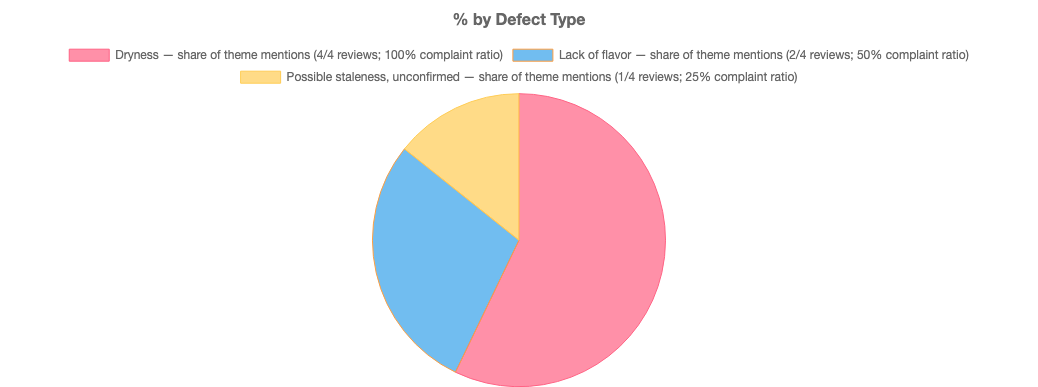 % by Defect Type
Dryness — share of theme mentions (4/4 reviews; 100% complaint ratio) Lack of flavor — share of theme mentions (2/4 reviews; 50% complaint ratio)
Possible staleness, unconfirmed — share of theme mentions (1/4 reviews; 25% complaint ratio)